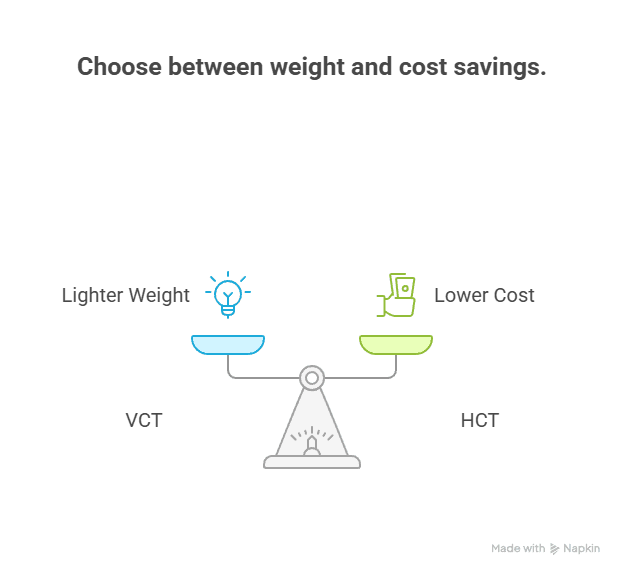 Choose between weight and cost savings.
Lighter Weight
Lower Cost
VCT
HCT
Made with Napkin